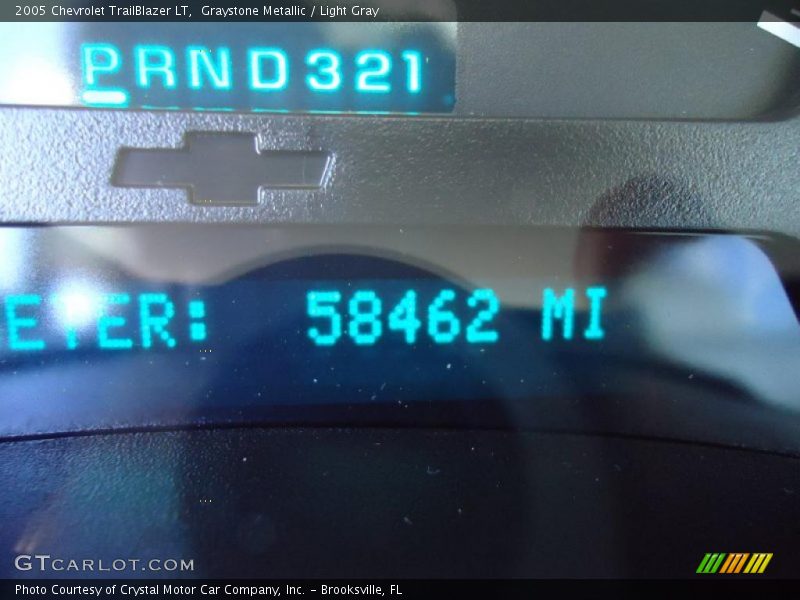 2005 Chevrolet TrailBlazer LT,  Graystone Metallic / Light Gray
PRND321
ETER: 58462 MI
GTCARLOT.COM
Photo Courtesy of Crystal Motor Car Company, Inc. - Brooksville, FL